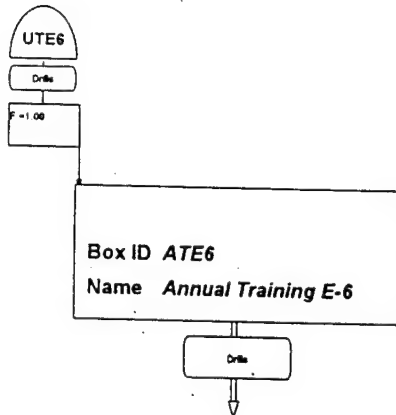 UTE6
Drills
F =1.00
Box ID ATE6
Name Annual Training E-6
Drills